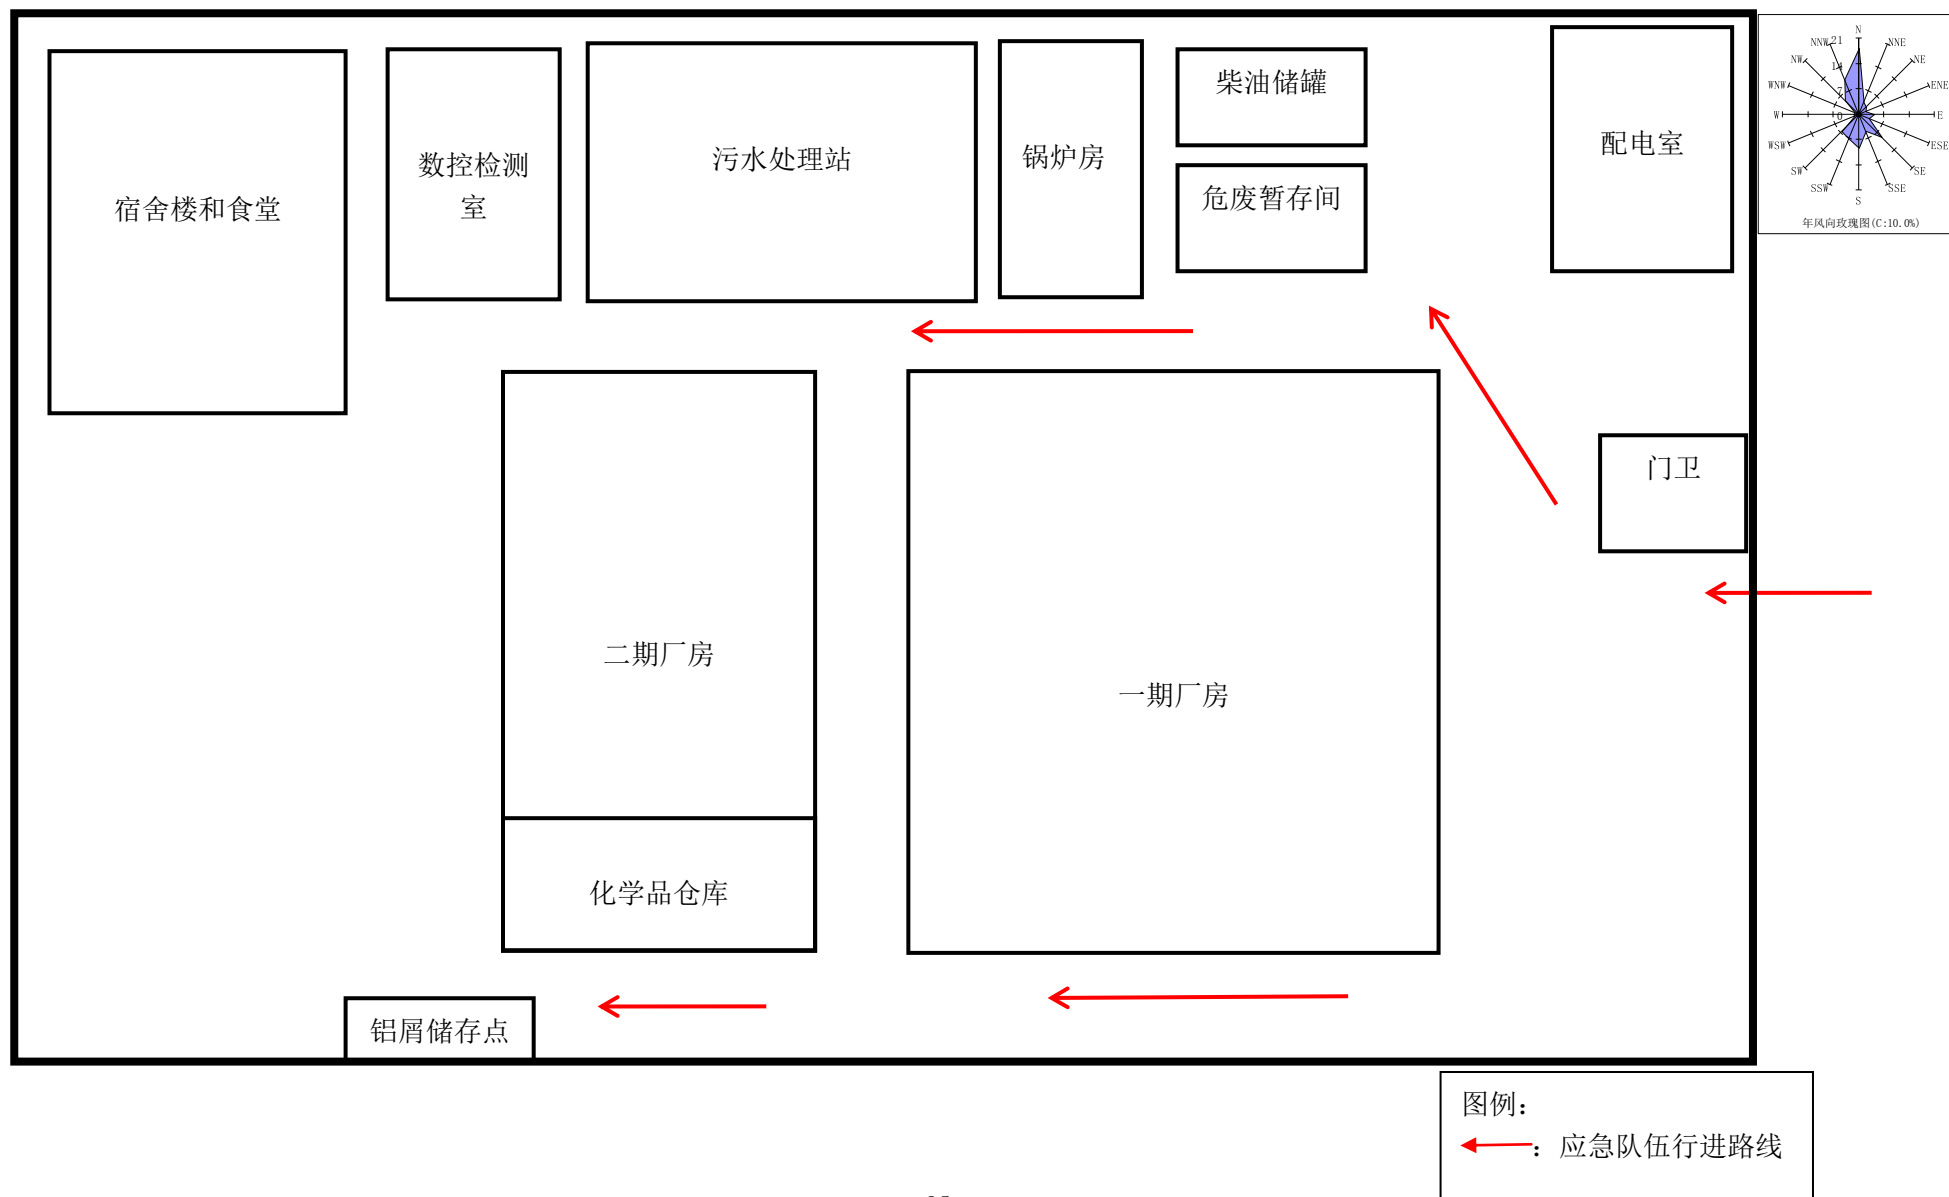 宿舍楼和食堂
数控检测
室
污水处理站
锅炉房
柴油储罐
危废暂存间
配电室
N
NNE
NE
ENE
E
ESE
SE
SSE
S
SSW
SW
WSW
W
WNW
NW
NNW
21
14
7
0
年风向玫瑰图(C:10.0%)
门卫
二期厂房
一期厂房
化学品仓库
铝屑储存点
图例：
：应急队伍行进路线